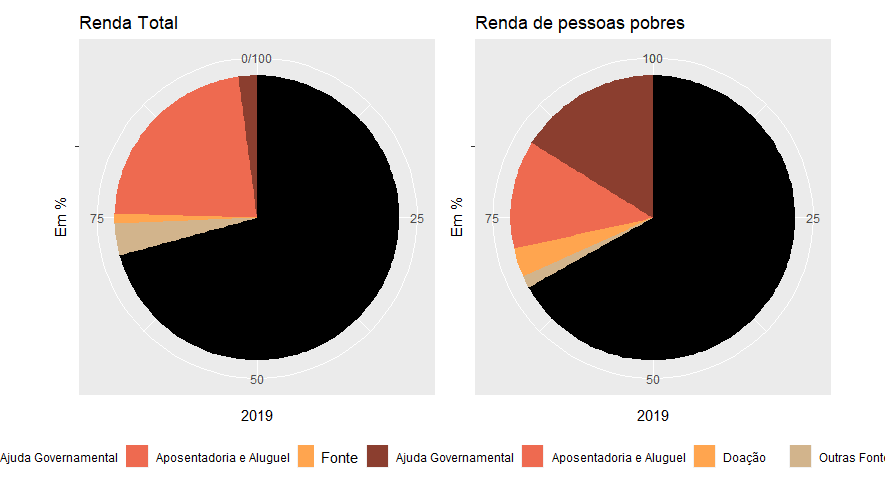 Renda Total
Renda de pessoas pobres
0/100
100
Em %
75
25
Em %
75
25
50
50
2019
2019
Ajuda Governamental Aposentadoria e Aluguel Fonte Ajuda Governamental Aposentadoria e Aluguel Doação Outras Fonte